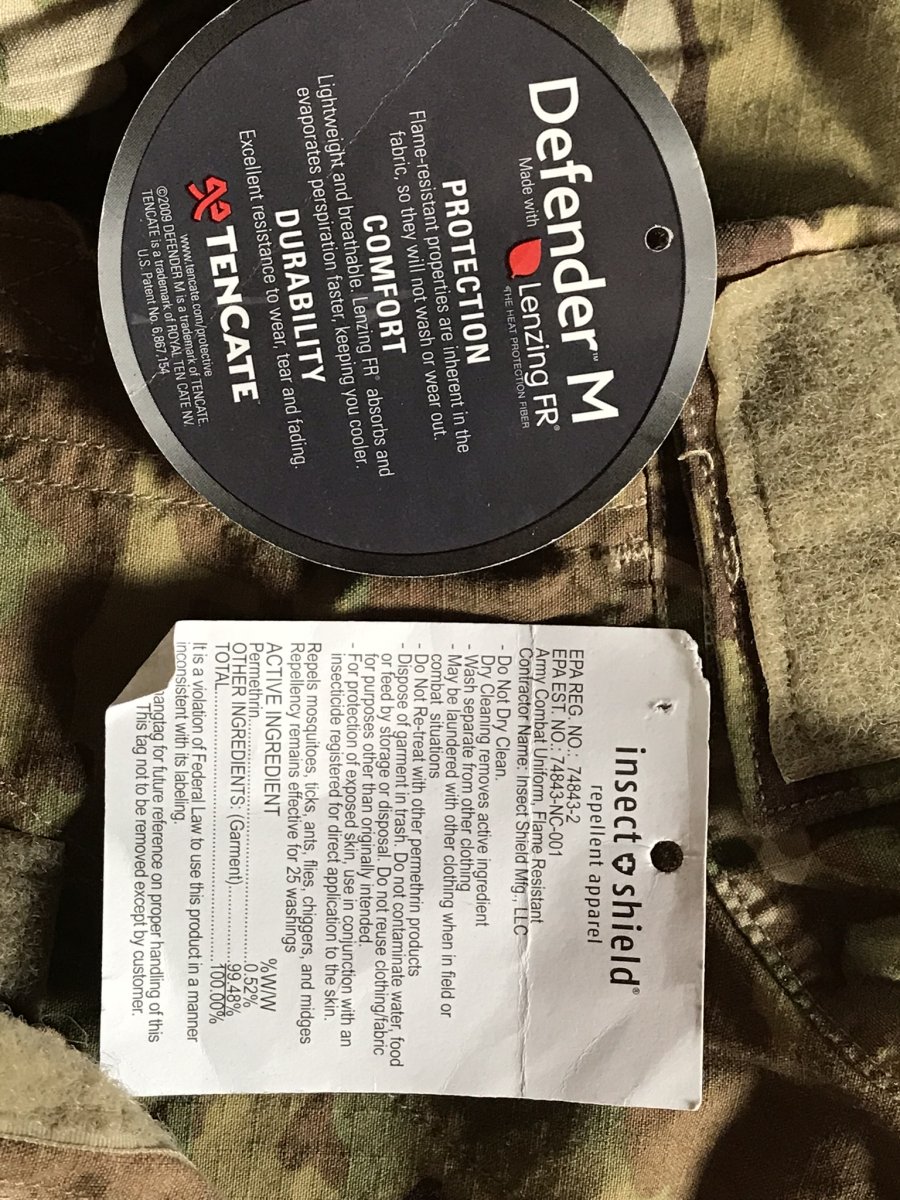 Defender™ M
Made with Lenzing FR®
THE HEAT PROTECTION FIBER
PROTECTION
Flame-resistant properties are inherent in the
fabric, so they will not wash or wear out.
COMFORT
Lightweight and breathable. Lenzing FR® absorbs and
evaporates perspiration faster, keeping you cooler.
DURABILITY
Excellent resistance to wear, tear and fading.
TENCATE
www.tencate.com/protective
©2009 DEFENDER M is a trademark of TENCATE.
TENCATE is a trademark of ROYAL TEN CATE NV.
U.S. Patent No. 6,867,154
insect shield®
repellent apparel
EPA REG. NO.: 74843-2
EPA EST. NO.: 74843-NC-001
Army Combat Uniform, Flame Resistant
Contractor Name: Insect Shield Mfg., LLC
- Do Not Dry Clean.
Dry Cleaning removes active ingredient
- Wash separate from other clothing
- May be laundered with other clothing when in field or
combat situations
- Do Not Re-treat with other permethrin products
- Dispose of garment in trash. Do not contaminate water, food
or feed by storage or disposal. Do not reuse clothing/fabric
for purposes other than originally intended.
- For protection of exposed skin, use in conjunction with an
insecticide registered for direct application to the skin.
Repels mosquitoes, ticks, ants, flies, chiggers, and midges
Repellency remains effective for 25 washings
ACTIVE INGREDIENT %W/W
Permethrin 0.52%
OTHER INGREDIENTS: (Garment) 99.48%
TOTAL 100.00%
It is a violation of Federal Law to use this product in a manner
inconsistent with its labeling.
hangtag for future reference on proper handling of this
This tag not to be removed except by customer.